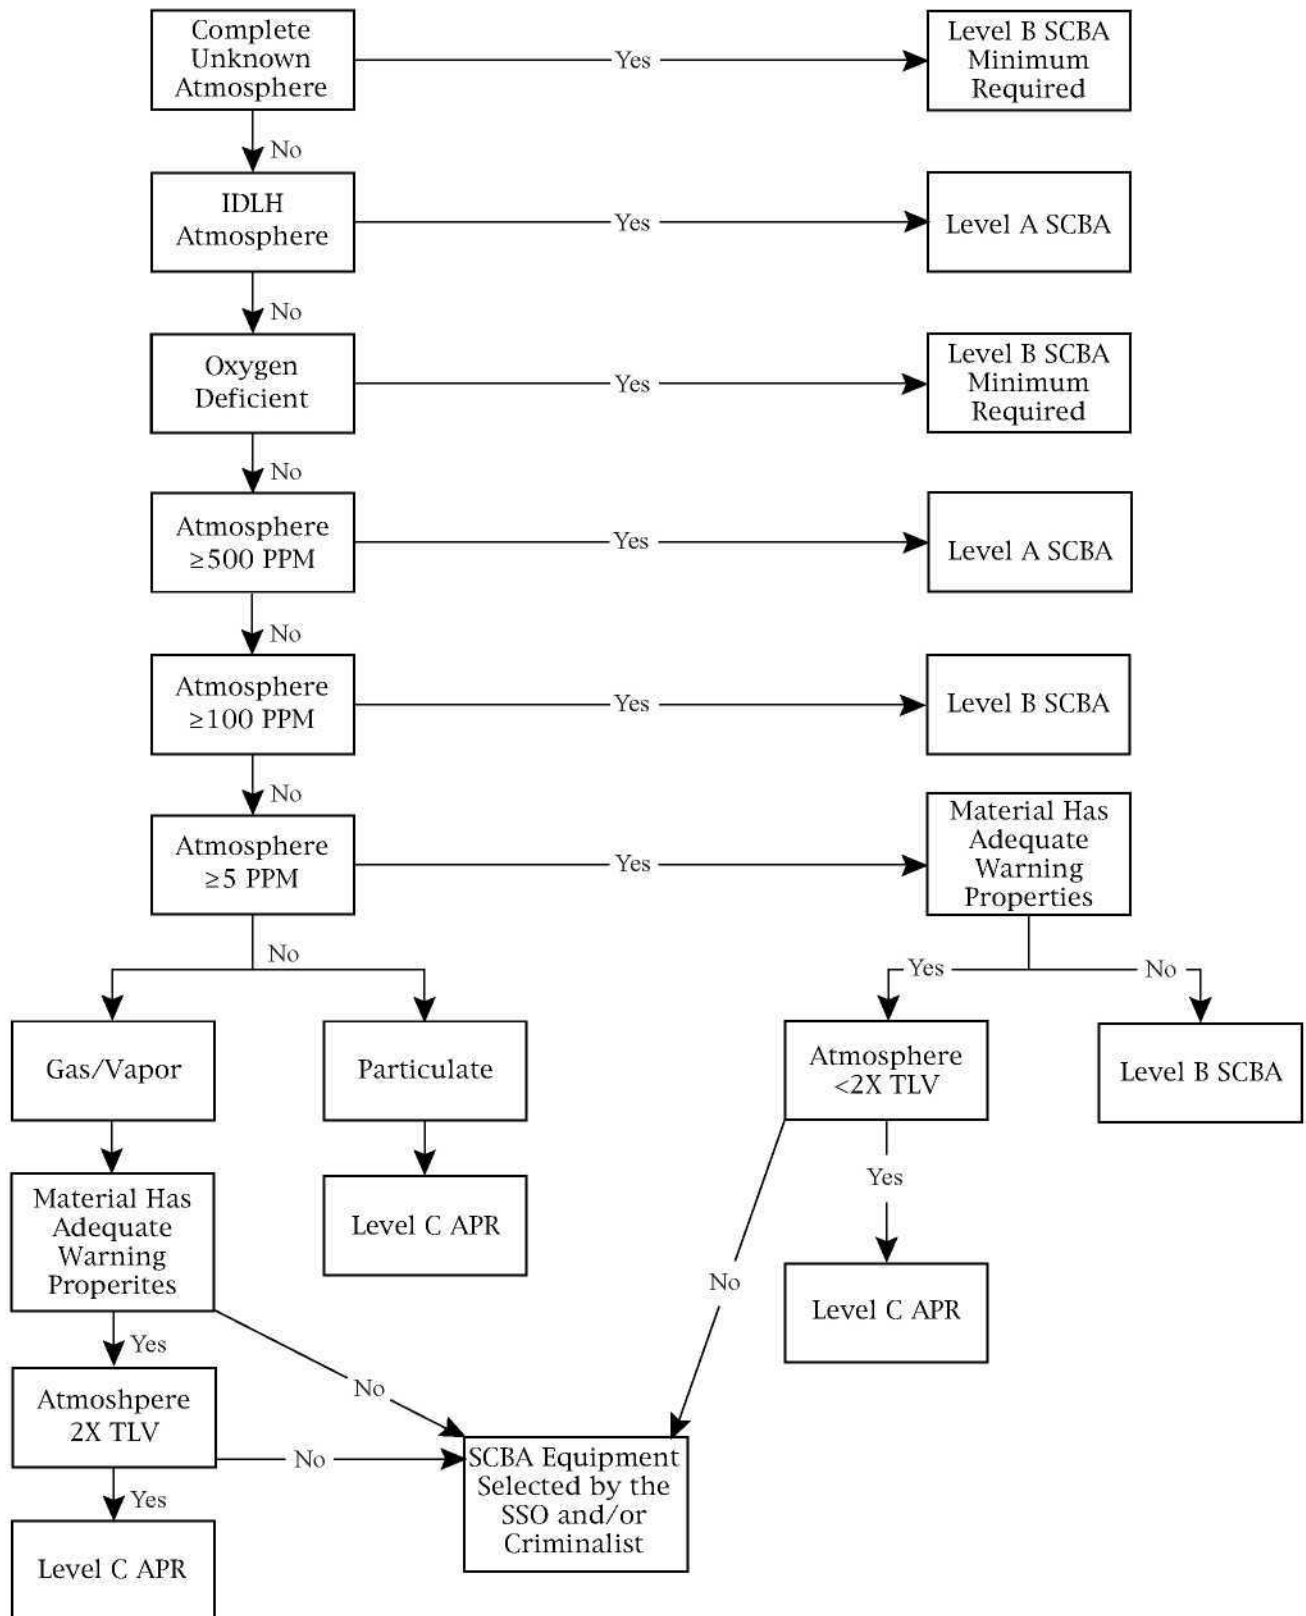 Complete
Unknown
Atmosphere
Yes
Level B SCBA
Minimum
Required
No
IDLH
Atmosphere
Yes
Level A SCBA
No
Oxygen
Deficient
Yes
Level B SCBA
Minimum
Required
No
Atmosphere
≥500 PPM
Yes
Level A SCBA
No
Atmosphere
≥100 PPM
Yes
Level B SCBA
No
Atmosphere
≥5 PPM
Yes
Material Has
Adequate
Warning
Properties
No
Yes
No
Gas/Vapor
Particulate
Atmosphere
<2X TLV
Level B SCBA
Material Has
Adequate
Warning
Properites
Level C APR
Yes
No
Level C APR
Yes
No
Atmoshpere
2X TLV
No
SCBA Equipment
Selected by the
SSO and/or
Criminalist
Yes
Level C APR